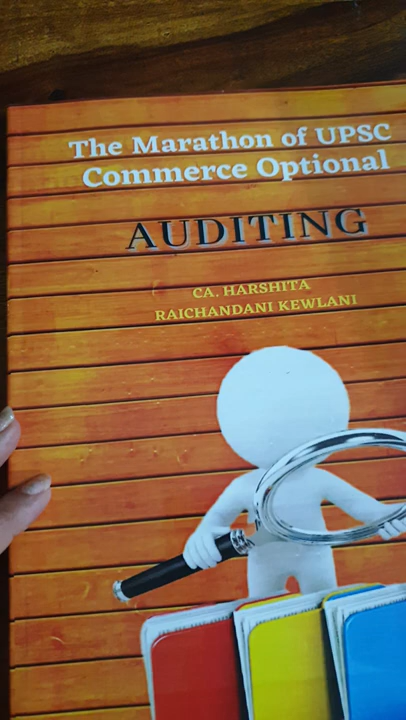 The Marathon of UPSC
Commerce Optional
AUDITING
CA. HARSHITA
RAICHANDANI KEWLANI